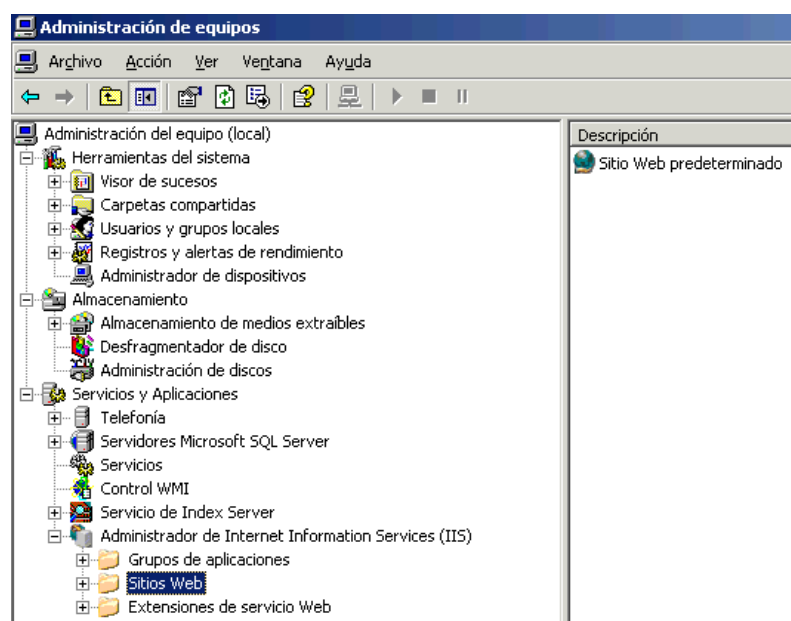 Administración de equipos
Archivo Acción Ver Ventana Ayuda
Administración del equipo (local)
Herramientas del sistema
Visor de sucesos
Carpetas compartidas
Usuarios y grupos locales
Registros y alertas de rendimiento
Administrador de dispositivos
Almacenamiento
Almacenamiento de medios extraíbles
Desfragmentador de disco
Administración de discos
Servicios y Aplicaciones
Telefonía
Servidores Microsoft SQL Server
Servicios
Control WMI
Servicio de Index Server
Administrador de Internet Information Services (IIS)
Grupos de aplicaciones
Sitios Web
Extensiones de servicio Web
Descripción
Sitio Web predeterminado